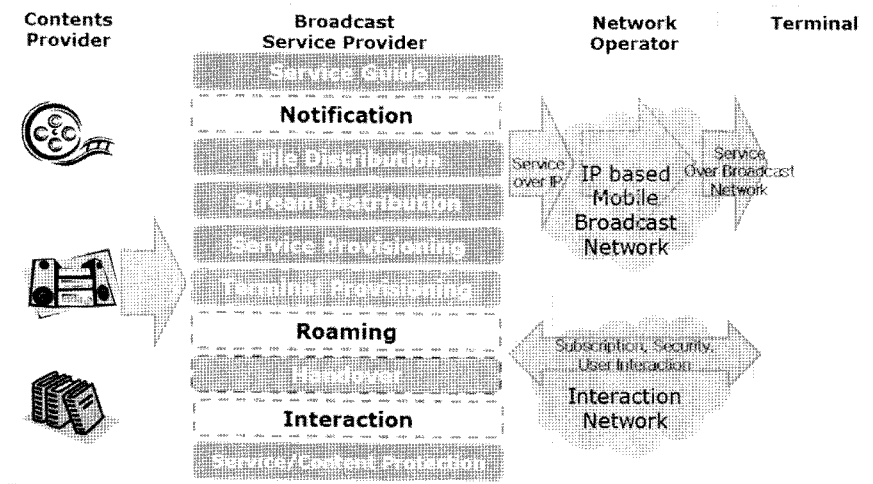 Contents
Provider
Broadcast
Service Provider
Network
Operator
Terminal
Service Guide
Notification
File Distribution
Stream Distribution
Service Provisioning
Terminal Provisioning
Roaming
Handover
Interaction
Service/Content Protection
Service
over IP
IP based
Mobile
Broadcast
Network
Service
Over Broadcast
Network
Subscription, Security,
User Interaction
Interaction
Network